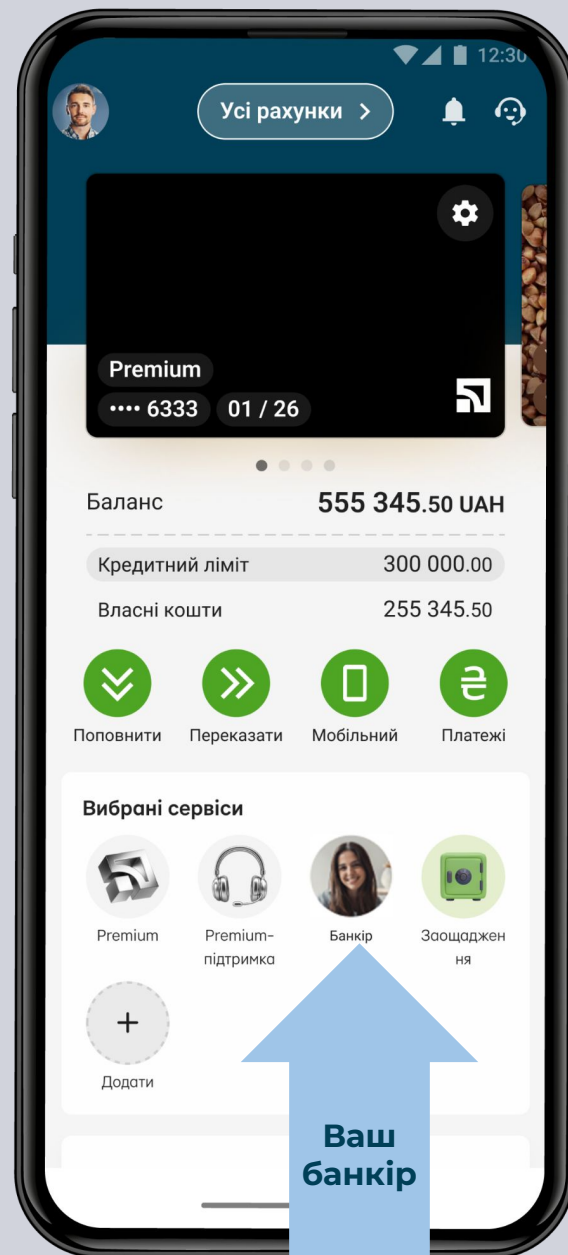 12:30
Усі рахунки >
Premium
•••• 6333 01 / 26
Баланс 555 345.50 UAH
Кредитний ліміт 300 000.00
Власні кошти 255 345.50
Поповнити Переказати Мобільний Платежі
Вибрані сервіси
Premium Premium- Банкір Заощаджен
підтримка ня
Додати
Ваш
банкір